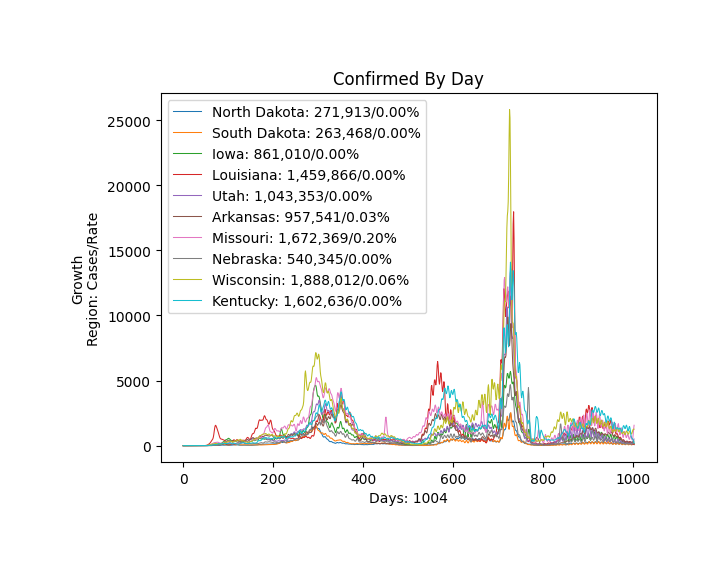 Confirmed By Day
North Dakota: 271,913/0.00%
South Dakota: 263,468/0.00%
Iowa: 861,010/0.00%
Louisiana: 1,459,866/0.00%
Utah: 1,043,353/0.00%
Arkansas: 957,541/0.03%
Missouri: 1,672,369/0.20%
Nebraska: 540,345/0.00%
Wisconsin: 1,888,012/0.06%
Kentucky: 1,602,636/0.00%
25000
20000
15000
10000
5000
0
Growth
Region: Cases/Rate
0 200 400 600 800 1000
Days: 1004